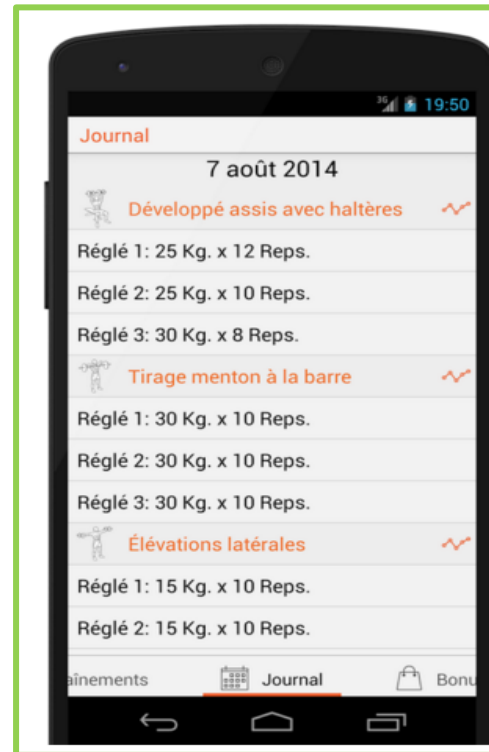 3G 19:50
Journal
7 août 2014
Développé assis avec haltères
Réglé 1: 25 Kg. x 12 Reps.
Réglé 2: 25 Kg. x 10 Reps.
Réglé 3: 30 Kg. x 8 Reps.
Tirage menton à la barre
Réglé 1: 30 Kg. x 10 Reps.
Réglé 2: 30 Kg. x 10 Reps.
Réglé 3: 30 Kg. x 10 Reps.
Élévations latérales
Réglé 1: 15 Kg. x 10 Reps.
Réglé 2: 15 Kg. x 10 Reps.
aînements Journal Bonu